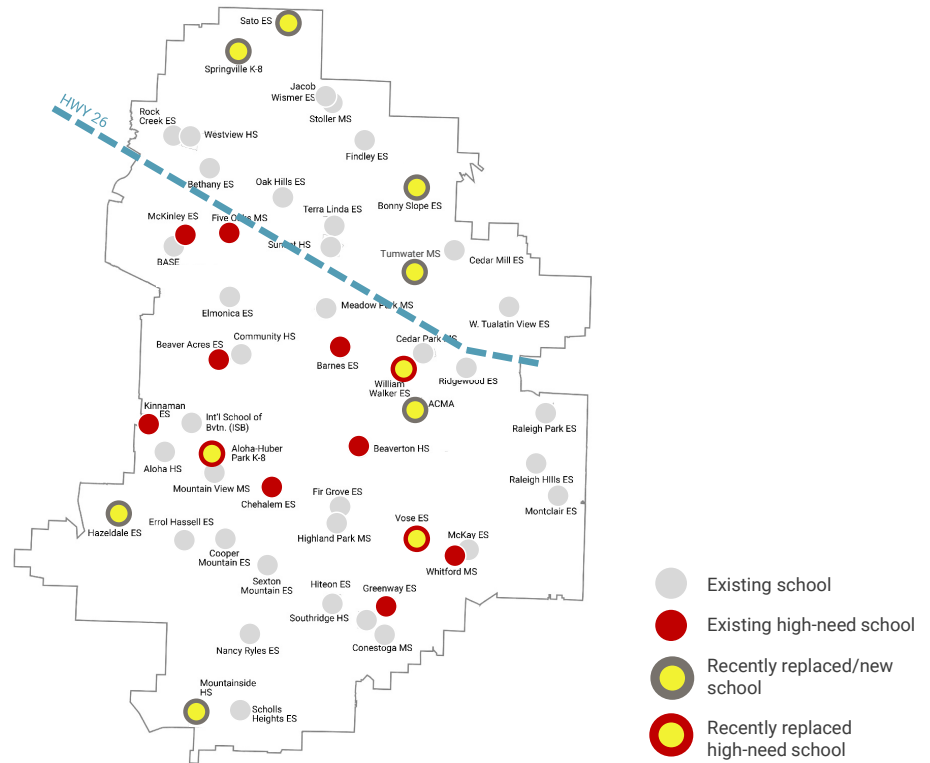 Sato ES
Springville K-8
Jacob
Wismer ES
Stoller MS
HWY 26
Rock
Creek ES
Westview HS
Findley ES
Bethany ES
Oak Hills ES
Bonny Slope ES
Terra Linda ES
McKinley ES
Five Oaks MS
Sunset HS
BASE
Tumwater MS
Cedar Mill ES
Elmonica ES
Meadow Park MS
W. Tualatin View ES
Community HS
Beaver Acres ES
Cedar Park MS
Barnes ES
William
Walker ES
Ridgewood ES
ACMA
Kinnaman
ES
Int'l School of
Bvtn. (ISB)
Raleigh Park ES
Aloha-Huber
Park K-8
Beaverton HS
Aloha HS
Mountain View MS
Raleigh HIlls ES
Chehalem ES
Fir Grove ES
Montclair ES
Hazeldale ES
Errol Hassell ES
Vose ES
Highland Park MS
McKay ES
Cooper
Mountain ES
Whitford MS
Sexton
Mountain ES
Hiteon ES
Greenway ES
Southridge HS
Nancy Ryles ES
Conestoga MS
Mountainside
HS
Scholls
Heights ES
Existing school
Existing high-need school
Recently replaced/new
school
Recently replaced
high-need school